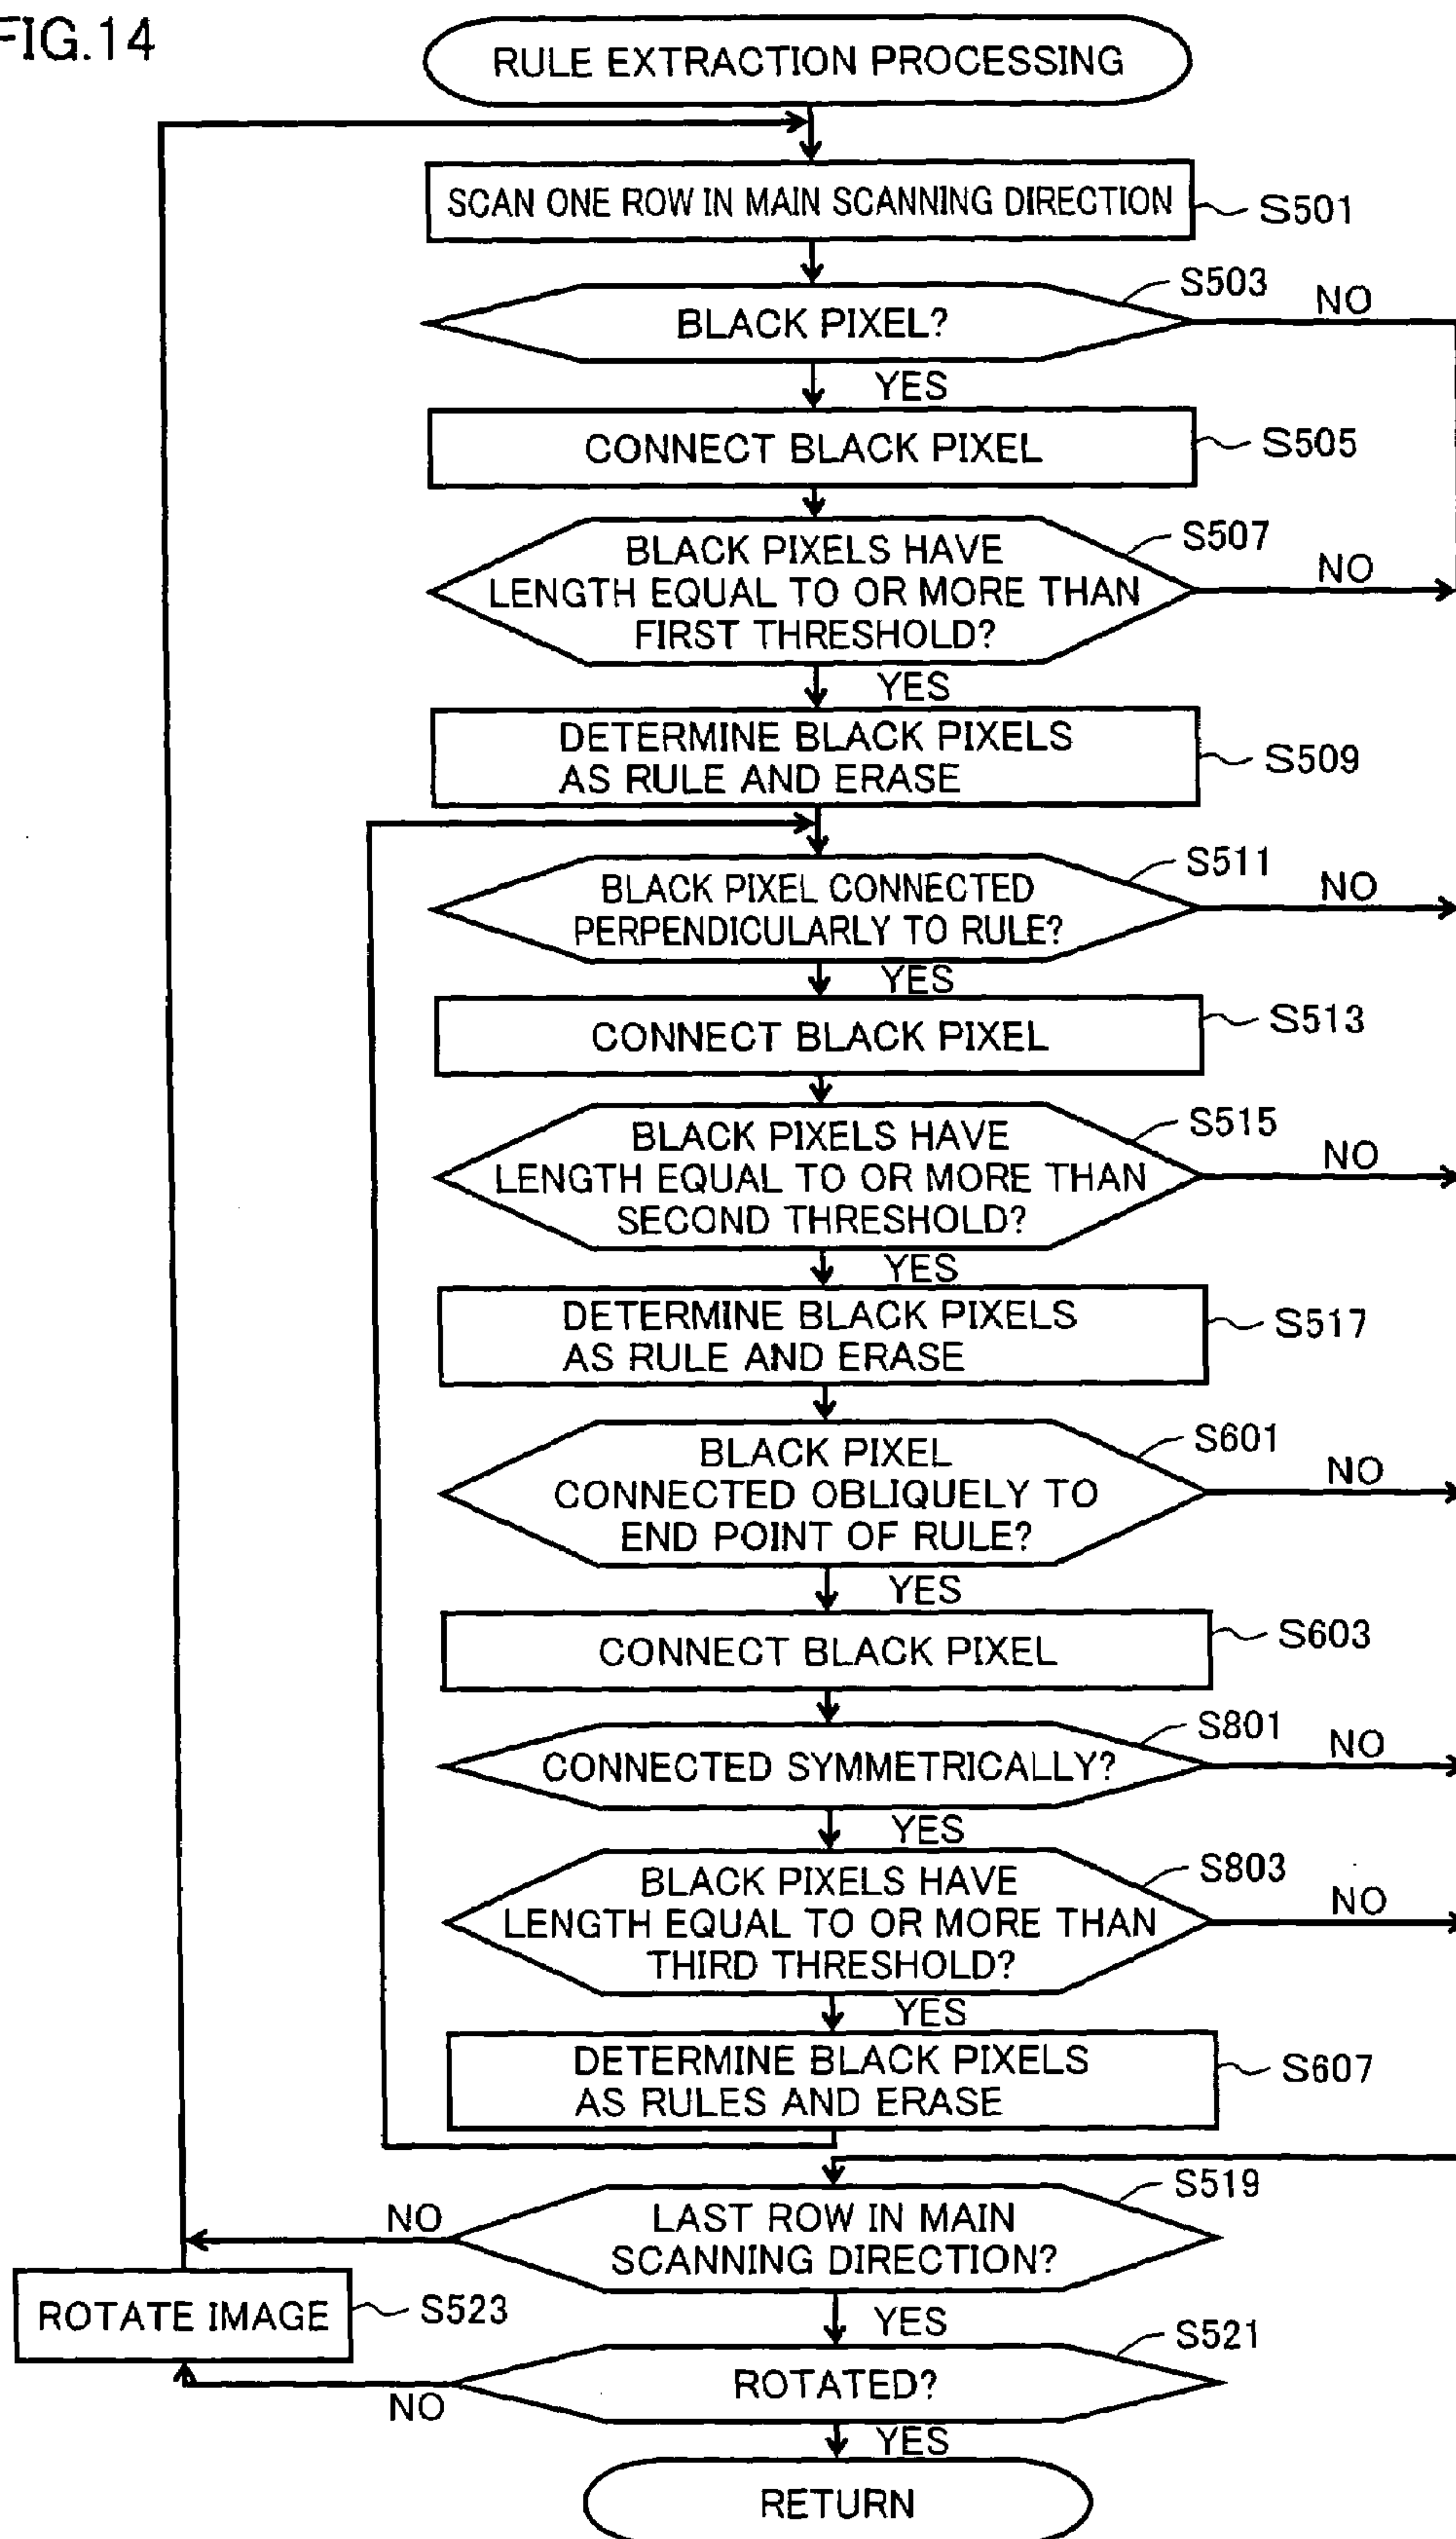 FIG.14
RULE EXTRACTION PROCESSING
SCAN ONE ROW IN MAIN SCANNING DIRECTION
S501
S503
NO
BLACK PIXEL?
YES
CONNECT BLACK PIXEL
S505
BLACK PIXELS HAVE
LENGTH EQUAL TO OR MORE THAN
FIRST THRESHOLD?
S507
NO
YES
DETERMINE BLACK PIXELS
AS RULE AND ERASE
S509
BLACK PIXEL CONNECTED
PERPENDICULARLY TO RULE?
S511
NO
YES
CONNECT BLACK PIXEL
S513
BLACK PIXELS HAVE
LENGTH EQUAL TO OR MORE THAN
SECOND THRESHOLD?
S515
NO
YES
DETERMINE BLACK PIXELS
AS RULE AND ERASE
S517
BLACK PIXEL
CONNECTED OBLIQUELY TO
END POINT OF RULE?
S601
NO
YES
CONNECT BLACK PIXEL
S603
CONNECTED SYMMETRICALLY?
S801
NO
YES
BLACK PIXELS HAVE
LENGTH EQUAL TO OR MORE THAN
THIRD THRESHOLD?
S803
NO
YES
DETERMINE BLACK PIXELS
AS RULES AND ERASE
S607
LAST ROW IN MAIN
SCANNING DIRECTION?
S519
NO
YES
ROTATE IMAGE
S523
ROTATED?
S521
NO
YES
RETURN